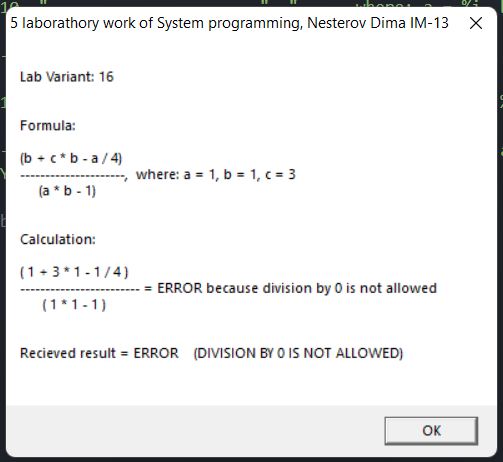 5 laborathory work of System programming, Nesterov Dima IM-13
Lab Variant: 16
Formula:
(b + c * b - a / 4)
---------------------, where: a = 1, b = 1, c = 3
(a * b - 1)
Calculation:
( 1 + 3 * 1 - 1 / 4 )
------------------------ = ERROR because division by 0 is not allowed
( 1 * 1 - 1 )
Recieved result = ERROR (DIVISION BY 0 IS NOT ALLOWED)
OK